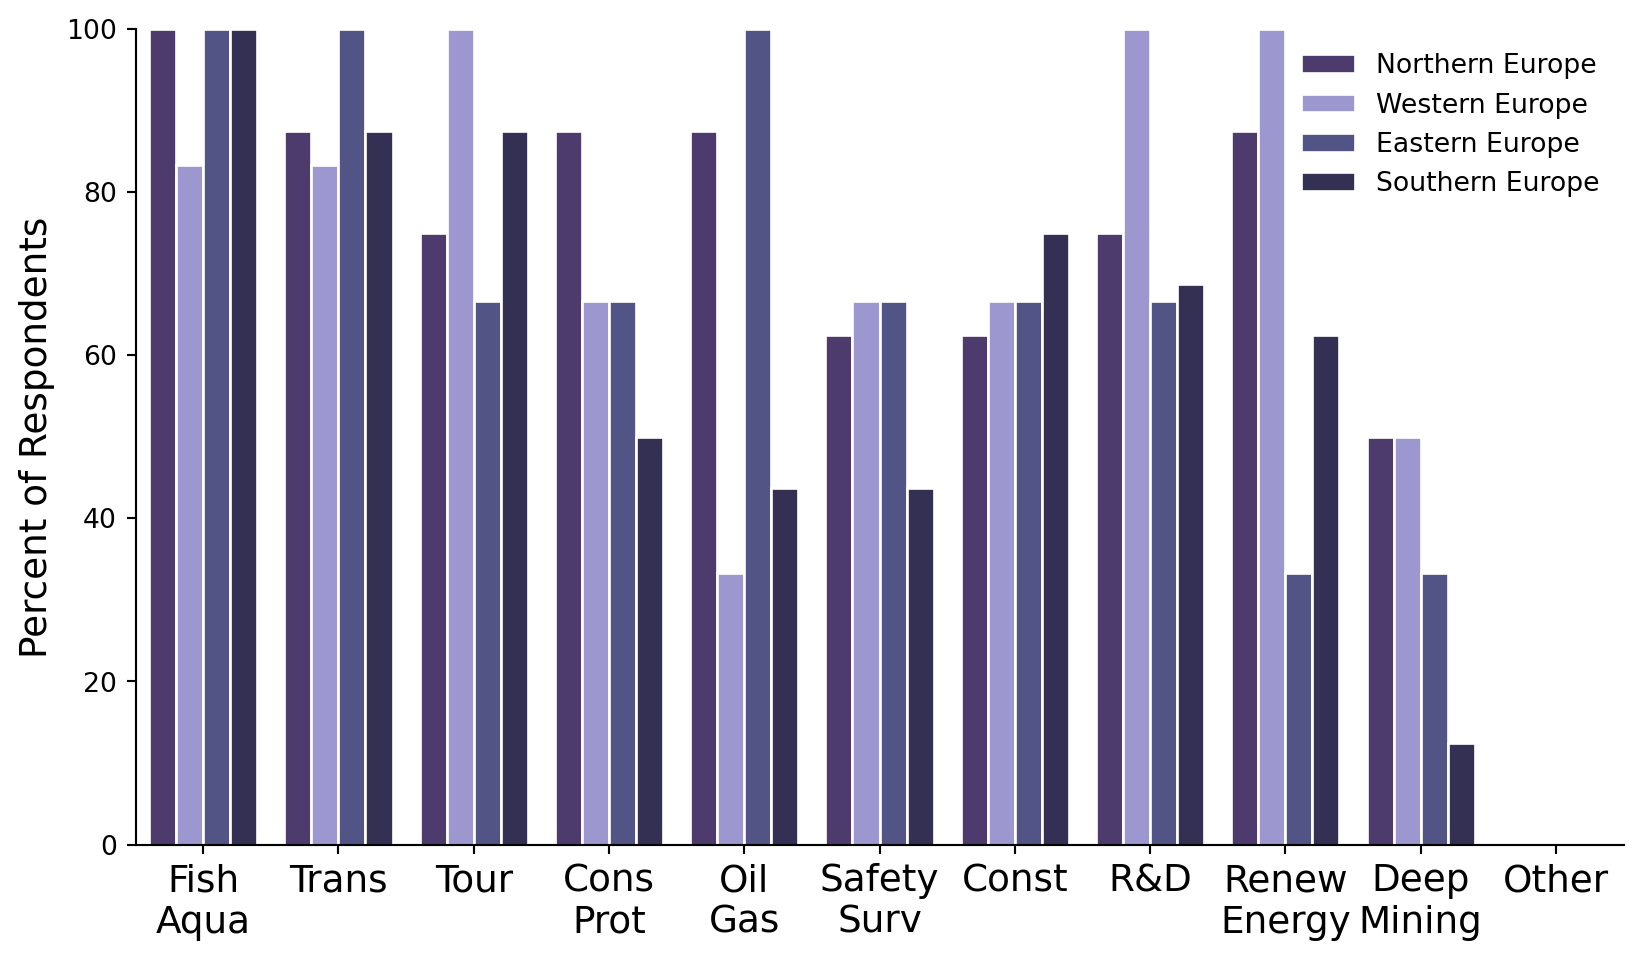 100
80
60
40
20
0
Percent of Respondents
Northern Europe
Western Europe
Eastern Europe
Southern Europe
Fish
Aqua
Trans
Tour
Cons
Prot
Oil
Gas
Safety
Surv
Const
R&D
Renew
Energy
Deep
Mining
Other